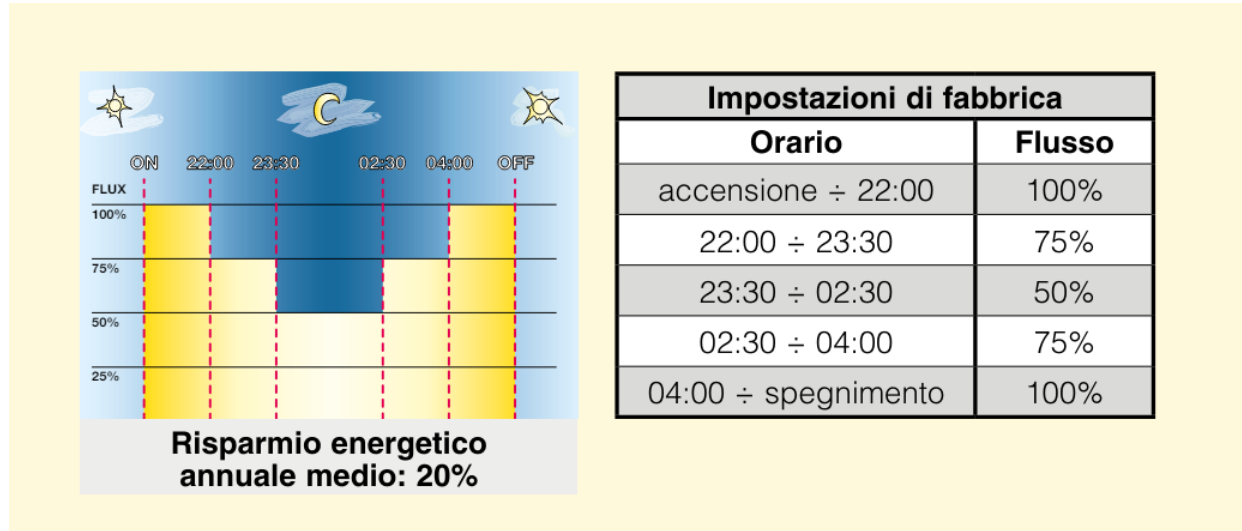 ON 22:00 23:30 02:30 04:00 OFF
FLUX
100%
75%
50%
25%
Risparmio energetico
annuale medio: 20%
Impostazioni di fabbrica
Orario Flusso
accensione ÷ 22:00 100%
22:00 ÷ 23:30 75%
23:30 ÷ 02:30 50%
02:30 ÷ 04:00 75%
04:00 ÷ spegnimento 100%